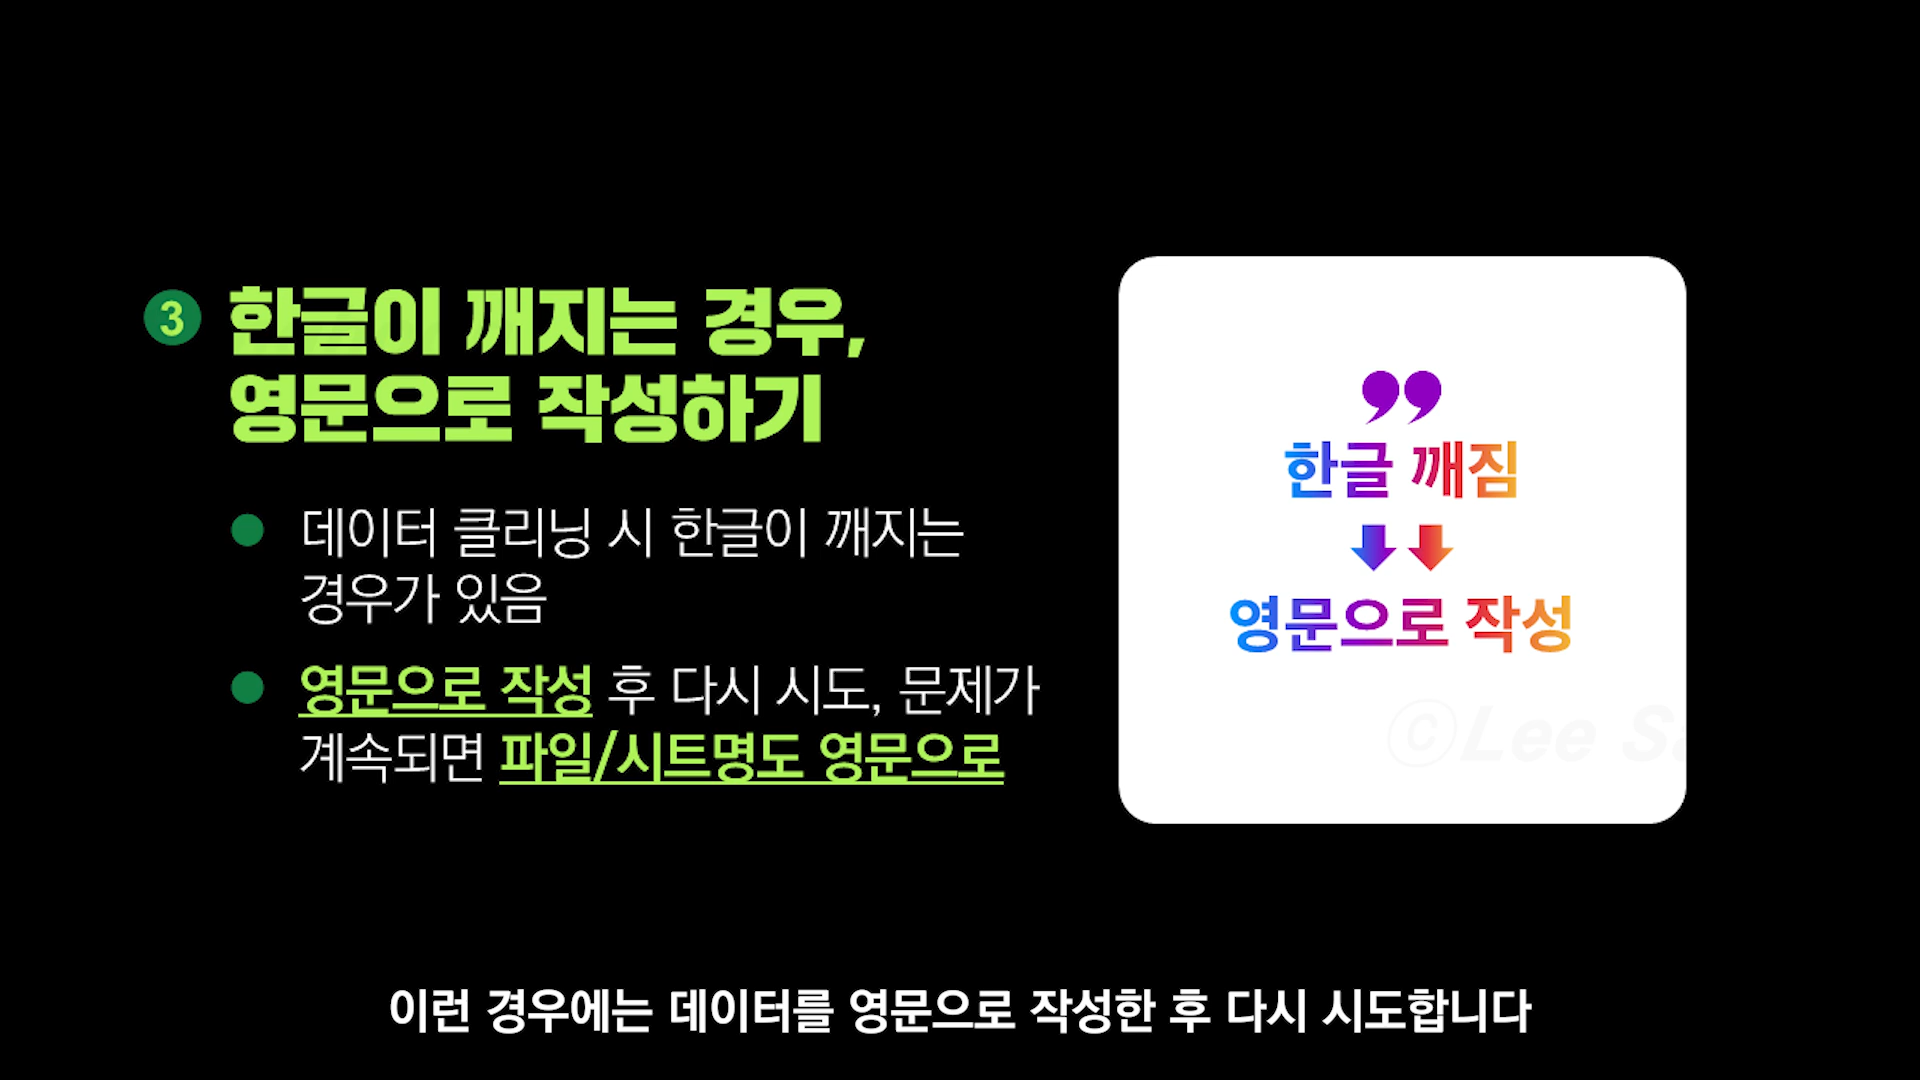 3 한글이 깨지는 경우,
영문으로 작성하기
데이터 클리닝 시 한글이 깨지는
경우가 있음
영문으로 작성 후 다시 시도, 문제가
계속되면 파일/시트명도 영문으로
한글 깨짐
영문으로 작성
©Lee S
이런 경우에는 데이터를 영문으로 작성한 후 다시 시도합니다